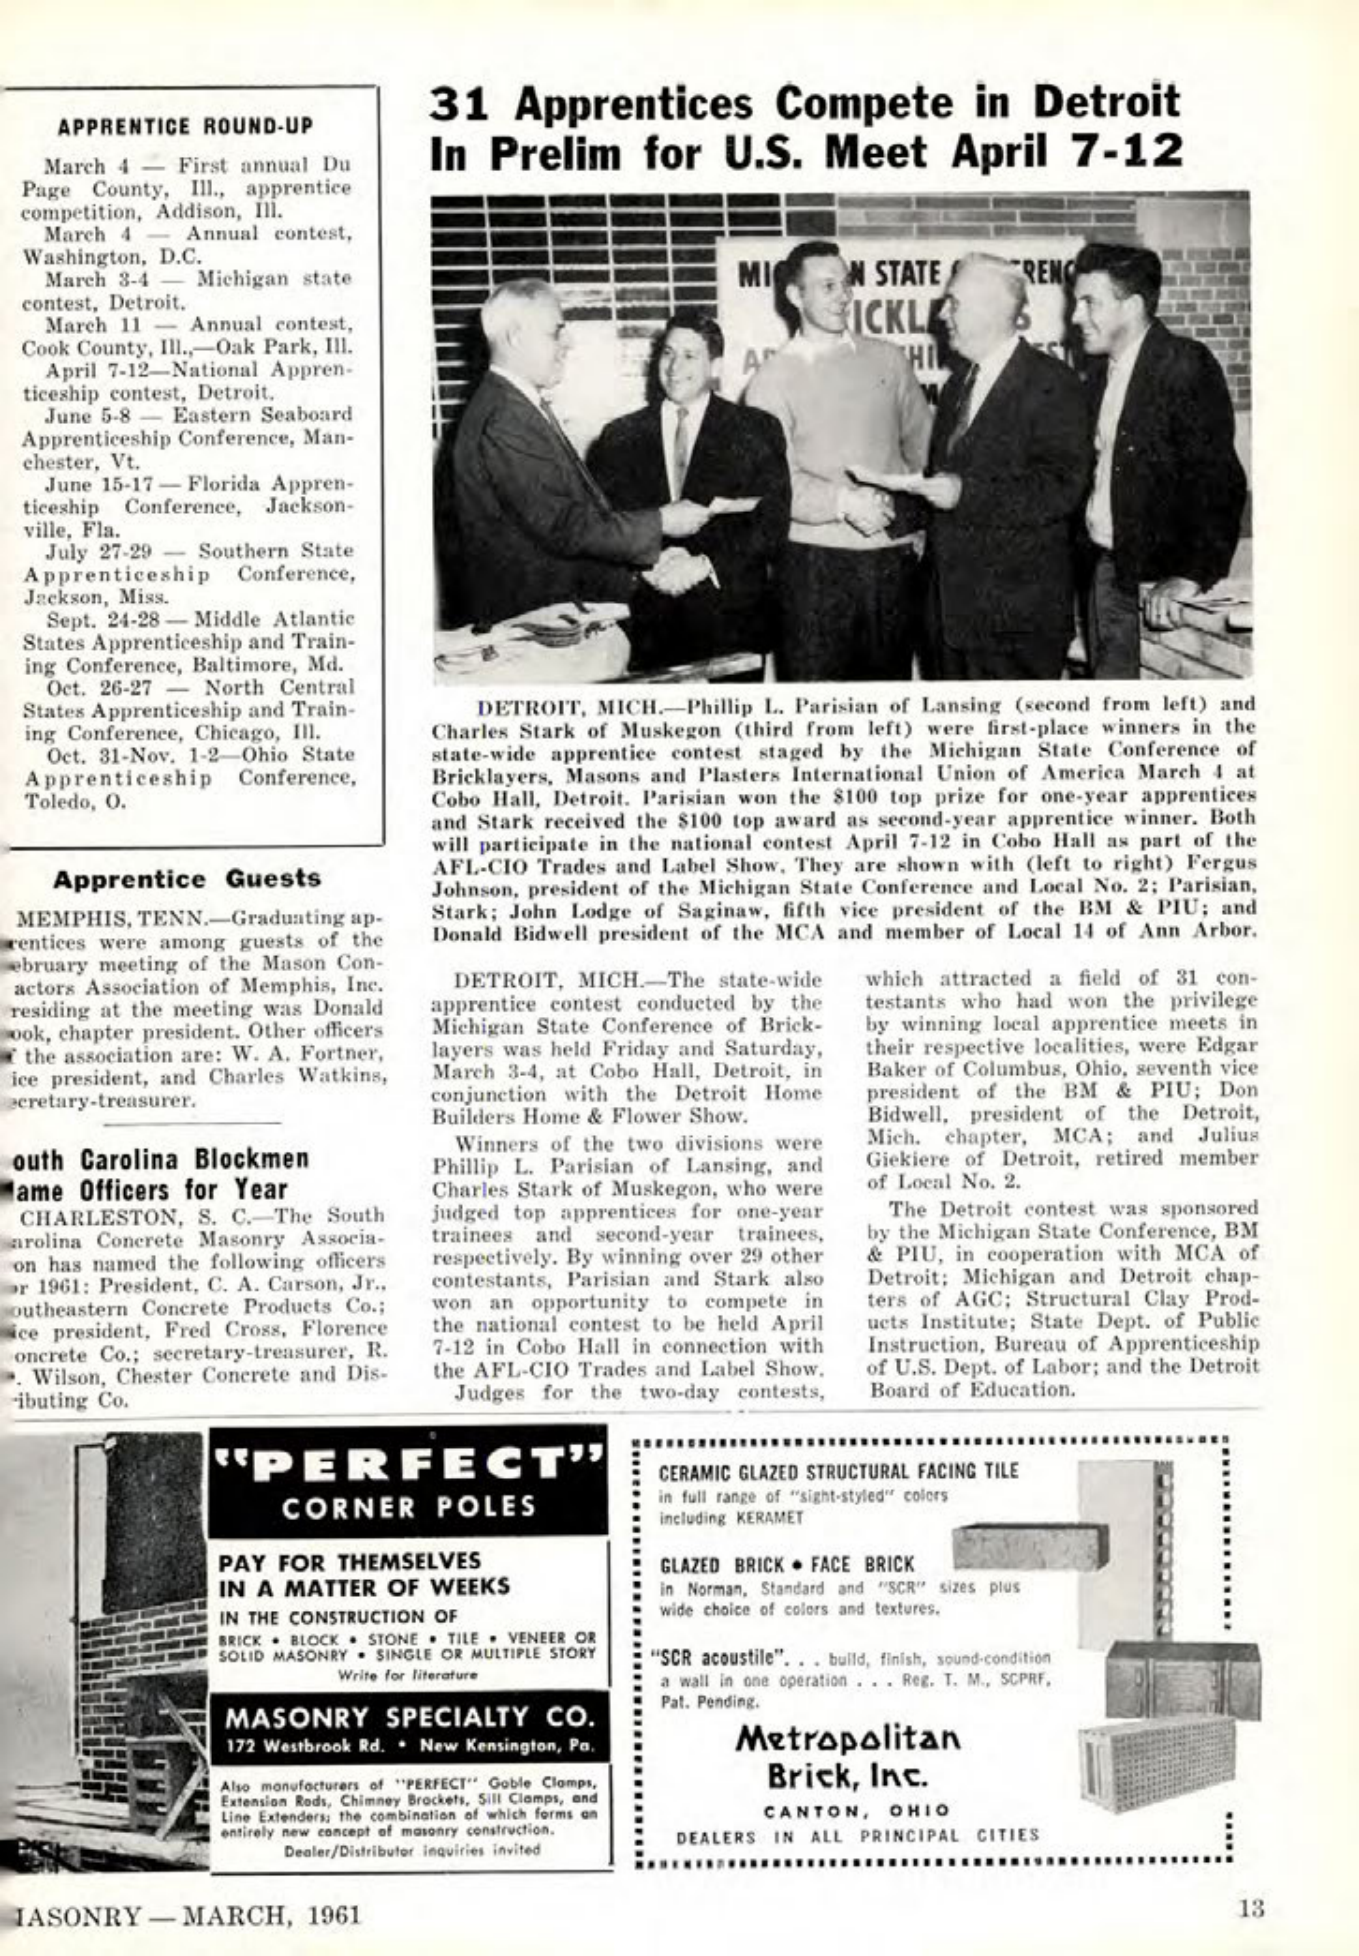 APPRENTICE ROUND-UP
March 4 — First annual Du
Page County, Ill., apprentice
competition, Addison, Ill.
March 4 — Annual contest,
Washington, D.C.
March 3-4 — Michigan state
contest, Detroit.
March 11 — Annual contest,
Cook County, Ill.,—Oak Park, Ill.
April 7-12—National Appren-
ticeship contest, Detroit.
June 5-8 — Eastern Seaboard
Apprenticeship Conference, Man-
chester, Vt.
June 15-17 — Florida Appren-
ticeship Conference, Jackson-
ville, Fla.
July 27-29 — Southern State
Apprenticeship Conference,
Jackson, Miss.
Sept. 24-28 — Middle Atlantic
States Apprenticeship and Train-
ing Conference, Baltimore, Md.
Oct. 26-27 — North Central
States Apprenticeship and Train-
ing Conference, Chicago, Ill.
Oct. 31-Nov. 1-2—Ohio State
Apprenticeship Conference,
Toledo, O.
Apprentice Guests
MEMPHIS, TENN.—Graduating ap-
rentices were among guests of the
ebruary meeting of the Mason Con-
actors Association of Memphis, Inc.
residing at the meeting was Donald
ook, chapter president. Other officers
the association are: W. A. Fortner,
ice president, and Charles Watkins,
ecretary-treasurer.
outh Carolina Blockmen
ame Officers for Year
CHARLESTON, S. C.—The South
arolina Concrete Masonry Associa-
on has named the following officers
or 1961: President, C. A. Carson, Jr.,
outheastern Concrete Products Co.;
ice president, Fred Cross, Florence
oncrete Co.; secretary-treasurer, R.
. Wilson, Chester Concrete and Dis-
ributing Co.
31 Apprentices Compete in Detroit
In Prelim for U.S. Meet April 7-12
MI N STATE RENC
ICKL S
DETROIT, MICH.—Phillip L. Parisian of Lansing (second from left) and
Charles Stark of Muskegon (third from left) were first-place winners in the
state-wide apprentice contest staged by the Michigan State Conference of
Bricklayers, Masons and Plasters International Union of America March 4 at
Cobo Hall, Detroit. Parisian won the $100 top prize for one-year apprentices
and Stark received the $100 top award as second-year apprentice winner. Both
will participate in the national contest April 7-12 in Cobo Hall as part of the
AFL-CIO Trades and Label Show. They are shown with (left to right) Fergus
Johnson, president of the Michigan State Conference and Local No. 2; Parisian,
Stark; John Lodge of Saginaw, fifth vice president of the BM & PIU; and
Donald Bidwell president of the MCA and member of Local 14 of Ann Arbor.
DETROIT, MICH.—The state-wide
apprentice contest conducted by the
Michigan State Conference of Brick-
layers was held Friday and Saturday,
March 3-4, at Cobo Hall, Detroit, in
conjunction with the Detroit Home
Builders Home & Flower Show.
Winners of the two divisions were
Phillip L. Parisian of Lansing, and
Charles Stark of Muskegon, who were
judged top apprentices for one-year
trainees and second-year trainees,
respectively. By winning over 29 other
contestants, Parisian and Stark also
won an opportunity to compete in
the national contest to be held April
7-12 in Cobo Hall in connection with
the AFL-CIO Trades and Label Show.
Judges for the two-day contests,
which attracted a field of 31 con-
testants who had won the privilege
by winning local apprentice meets in
their respective localities, were Edgar
Baker of Columbus, Ohio, seventh vice
president of the BM & PIU; Don
Bidwell, president of the Detroit,
Mich. chapter, MCA; and Julius
Giekiere of Detroit, retired member
of Local No. 2.
The Detroit contest was sponsored
by the Michigan State Conference, BM
& PIU, in cooperation with MCA of
Detroit; Michigan and Detroit chap-
ters of AGC; Structural Clay Prod-
ucts Institute; State Dept. of Public
Instruction, Bureau of Apprenticeship
of U.S. Dept. of Labor; and the Detroit
Board of Education.
"PERFECT"
CORNER POLES
PAY FOR THEMSELVES
IN A MATTER OF WEEKS
IN THE CONSTRUCTION OF
BRICK • BLOCK • STONE • TILE • VENEER OR
SOLID MASONRY • SINGLE OR MULTIPLE STORY
Write for literature
MASONRY SPECIALTY CO.
172 Westbrook Rd. • New Kensington, Pa.
Also manufacturers of "PERFECT" Gable Clamps,
Extension Rods, Chimney Brackets, Sill Clamps, and
Line Extenders; the combination of which forms an
entirely new concept of masonry construction.
Dealer/Distributor inquiries invited
CERAMIC GLAZED STRUCTURAL FACING TILE
in full range of "sight-styled" colors
including KERAMET
GLAZED BRICK • FACE BRICK
in Norman, Standard and "SCR" sizes plus
wide choice of colors and textures.
"SCR acoustile". . . build, finish, sound-condition
a wall in one operation . . . Reg. T. M., SCPRF,
Pat. Pending.
Metropolitan
Brick, Inc.
CANTON, OHIO
DEALERS IN ALL PRINCIPAL CITIES
IASONRY — MARCH, 1961
13